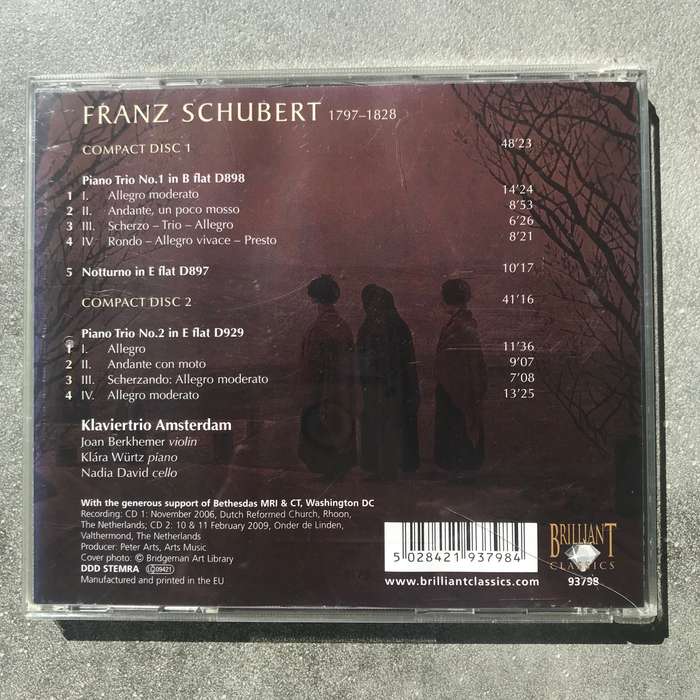 FRANZ SCHUBERT 1797–1828
COMPACT DISC 1 48'23
Piano Trio No.1 in B flat D898
1 I. Allegro moderato 14'24
2 II. Andante, un poco mosso 8'53
3 III. Scherzo – Trio – Allegro 6'26
4 IV Rondo – Allegro vivace – Presto 8'21
5 Notturno in E flat D897 10'17
COMPACT DISC 2 41'16
Piano Trio No.2 in E flat D929
1 I. Allegro 11'36
2 II. Andante con moto 9'07
3 III. Scherzando: Allegro moderato 7'08
4 IV. Allegro moderato 13'25
Klaviertrio Amsterdam
Joan Berkhemer violin
Klára Würtz piano
Nadia David cello
With the generous support of Bethesdas MRI & CT, Washington DC
Recording: CD 1: November 2006, Dutch Reformed Church, Rhoon,
The Netherlands; CD 2: 10 & 11 February 2009, Onder de Linden,
Valthermond, The Netherlands
Producer: Peter Arts, Arts Music
Cover photo: © Bridgeman Art Library
DDD STEMRA LC09421
Manufactured and printed in the EU
5 028421 937984
www.brilliantclassics.com
BRILLIANT
CLASSICS
93798